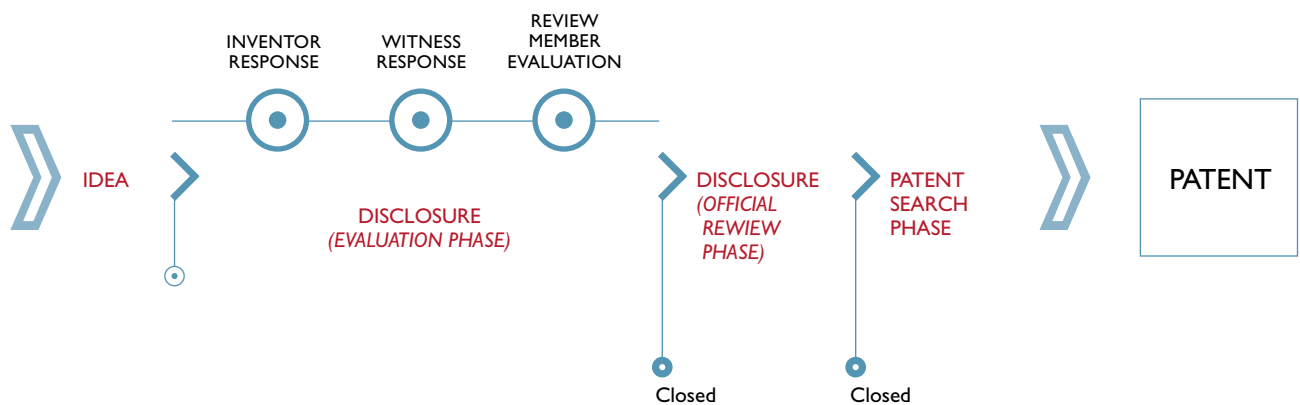 INVENTOR
RESPONSE
WITNESS
RESPONSE
REVIEW
MEMBER
EVALUATION
IDEA
DISCLOSURE
(EVALUATION PHASE)
DISCLOSURE
(OFFICIAL
REWIEW
PHASE)
PATENT
SEARCH
PHASE
PATENT
Closed
Closed